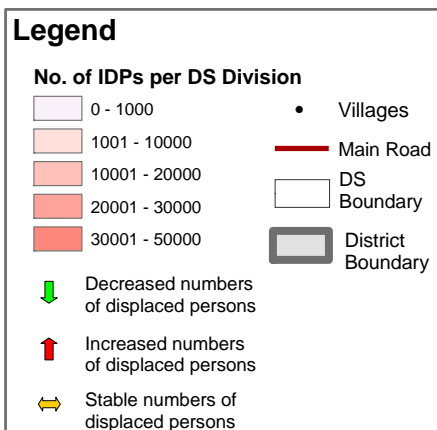 Legend
No. of IDPs per DS Division
0 - 1000
1001 - 10000
10001 - 20000
20001 - 30000
30001 - 50000
Decreased numbers
of displaced persons
Increased numbers
of displaced persons
Stable numbers of
displaced persons
Villages
Main Road
DS
Boundary
District
Boundary